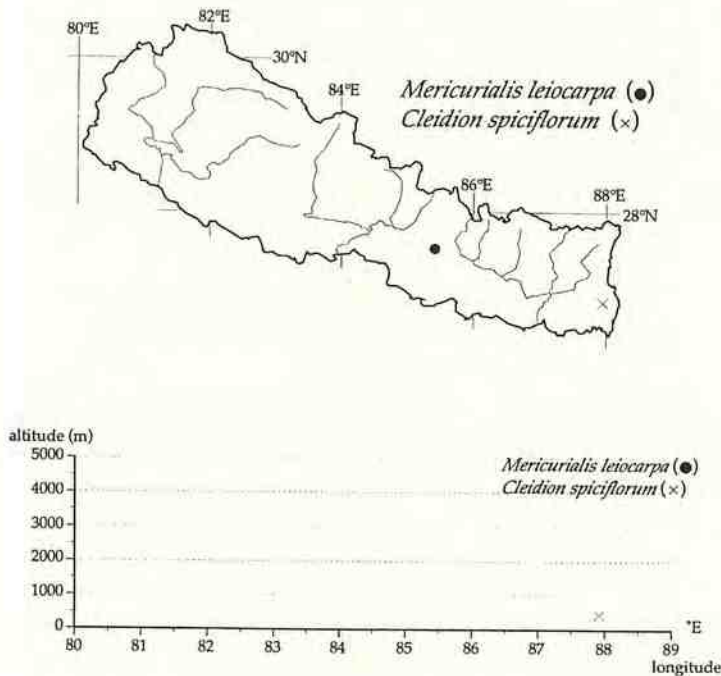 82°E
80°E
30°N
84°E
Mericurialis leiocarpa (●)
Cleidion spiciflorum (×)
86°E
88°E
28°N
altitude (m)
5000
4000
3000
2000
1000
0
Mericurialis leiocarpa (●)
Cleidion spiciflorum (×)
80 81 82 83 84 85 86 87 88 89
°E
longitude